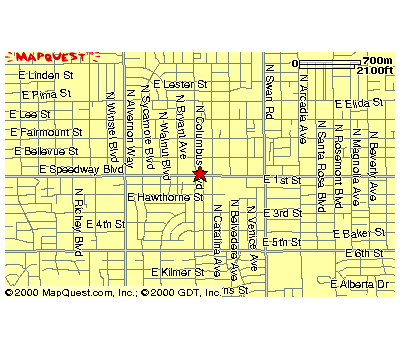 MAPQUEST
700m
2100ft
E Linden St
E Lester St
E Pima St
E Elida St
E Lee St
E Fairmount St
E Bellevue St
E Speedway Blvd
E 1st St
E Hawthorne St
E 3rd St
E 4th St
E Baker St
E 5th St
E 6th St
E Kilmer St
E Alberta Dr
ns St
N Winstel Blvd
N Alvernon Way
N Sycamore Blvd
N Walnut Blvd
N Bryant Ave
N Columbus Blvd
N Swan Rd
N Arcadia Ave
N Santa Rosa Blvd
N Rosemont Blvd
N Magnolia Ave
N Beverly Ave
N Richey Blvd
N Catalina Ave
N Belvedere Ave
N Venice Ave
©2000 MapQuest.com, Inc.; ©2000 GDT, Inc.